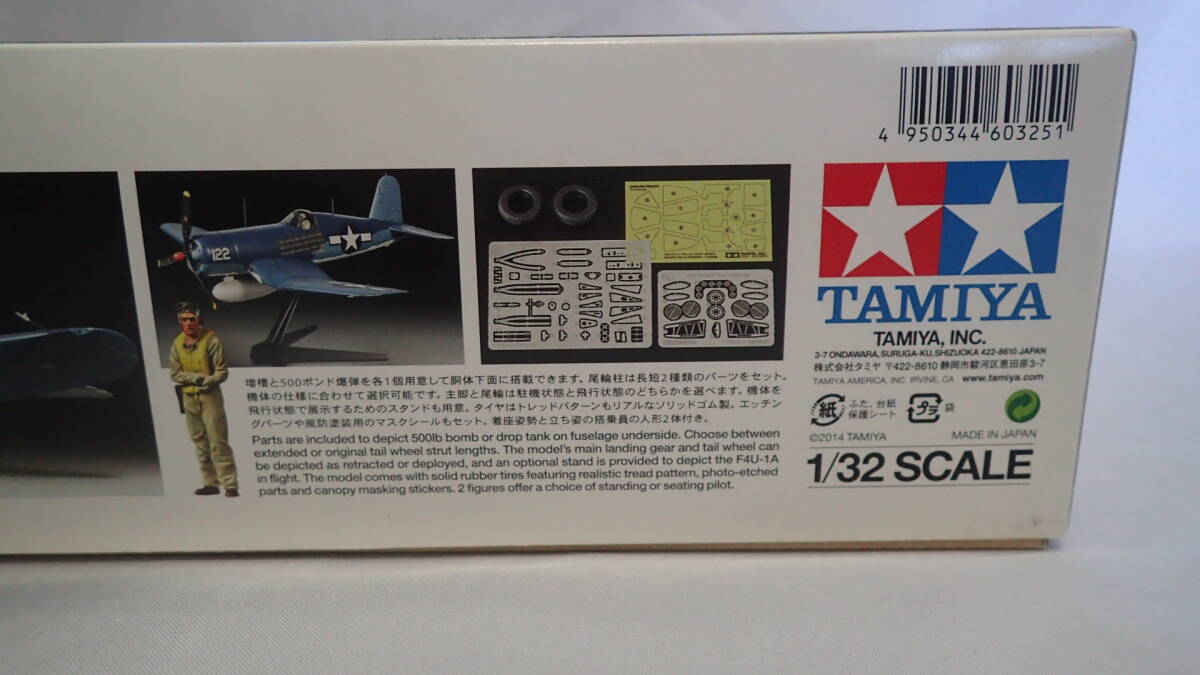 4 950344 603251
122
TAMIYA
TAMIYA, INC.
3-7 ONDAWARA, SURUGA-KU, SHIZUOKA 422-8610 JAPAN
株式会社タミヤ 〒422-8610 静岡市駿河区恩田原3-7
TAMIYA AMERICA, INC. IRVINE, CA www.tamiya.com
紙 ふた、台紙 保護シート プラ 袋
©2014 TAMIYA MADE IN JAPAN
1/32 SCALE
増槽と500ポンド爆弾を各1個用意して胴体下面に搭載できます。尾輪柱は長短2種類のパーツをセット。
機体の仕様に合わせて選択可能です。主脚と尾輪は駐機状態と飛行状態のどちらかを選べます。機体を
飛行状態で展示するためのスタンドも用意。タイヤはトレッドパターンもリアルなソリッドゴム製。エッチン
グパーツや風防塗装用のマスクシールもセット。着座姿勢と立ち姿の搭乗員の人形2体付き。
Parts are included to depict 500lb bomb or drop tank on fuselage underside. Choose between
extended or original tail wheel strut lengths. The model's main landing gear and tail wheel can
be depicted as retracted or deployed, and an optional stand is provided to depict the F4U-1A
in flight. The model comes with solid rubber tires featuring realistic tread pattern, photo-etched
parts and canopy masking stickers. 2 figures offer a choice of standing or seating pilot.